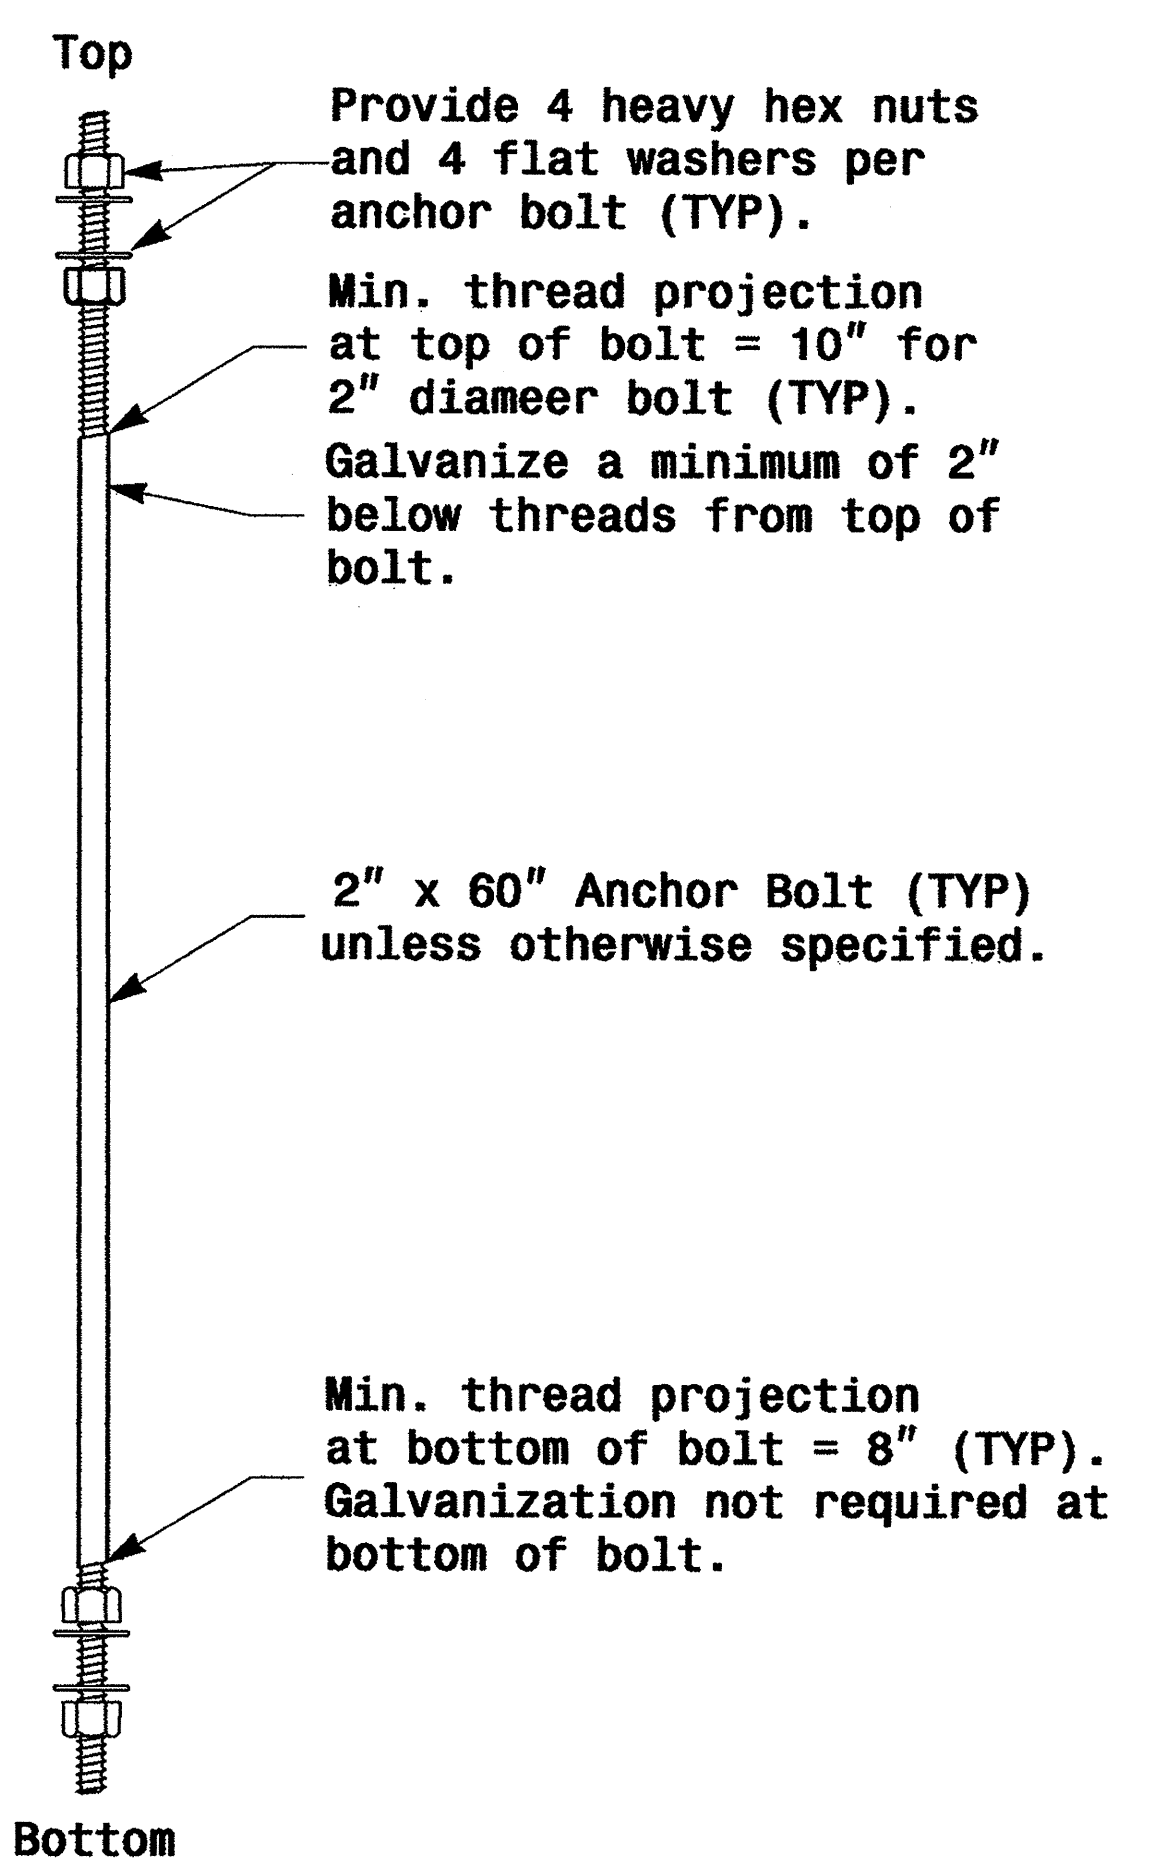 Top
Provide 4 heavy hex nuts
and 4 flat washers per
anchor bolt (TYP).
Min. thread projection
at top of bolt = 10" for
2" diameer bolt (TYP).
Galvanize a minimum of 2"
below threads from top of
bolt.
2" x 60" Anchor Bolt (TYP)
unless otherwise specified.
Min. thread projection
at bottom of bolt = 8" (TYP).
Galvanization not required at
bottom of bolt.
Bottom